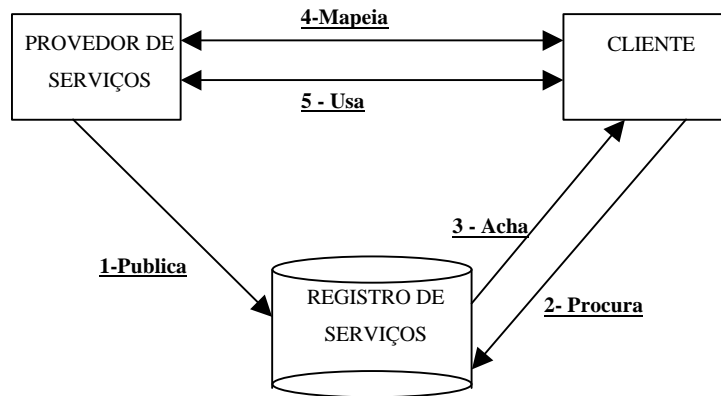 4-Mapeia
PROVEDOR DE
SERVIÇOS
CLIENTE
5 - Usa
3 - Acha
1-Publica
REGISTRO DE
SERVIÇOS
2- Procura